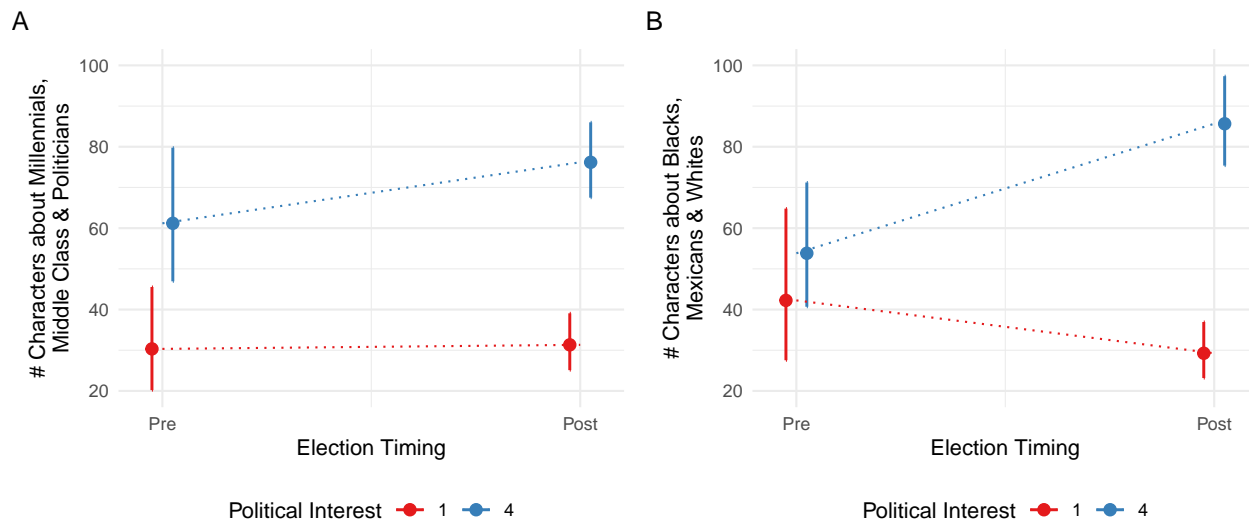 A
# Characters about Millennials,
Middle Class & Politicians
100
80
60
40
20
Pre
Post
Election Timing
Political Interest 1 4
B
# Characters about Blacks,
Mexicans & Whites
100
80
60
40
20
Pre
Post
Election Timing
Political Interest 1 4